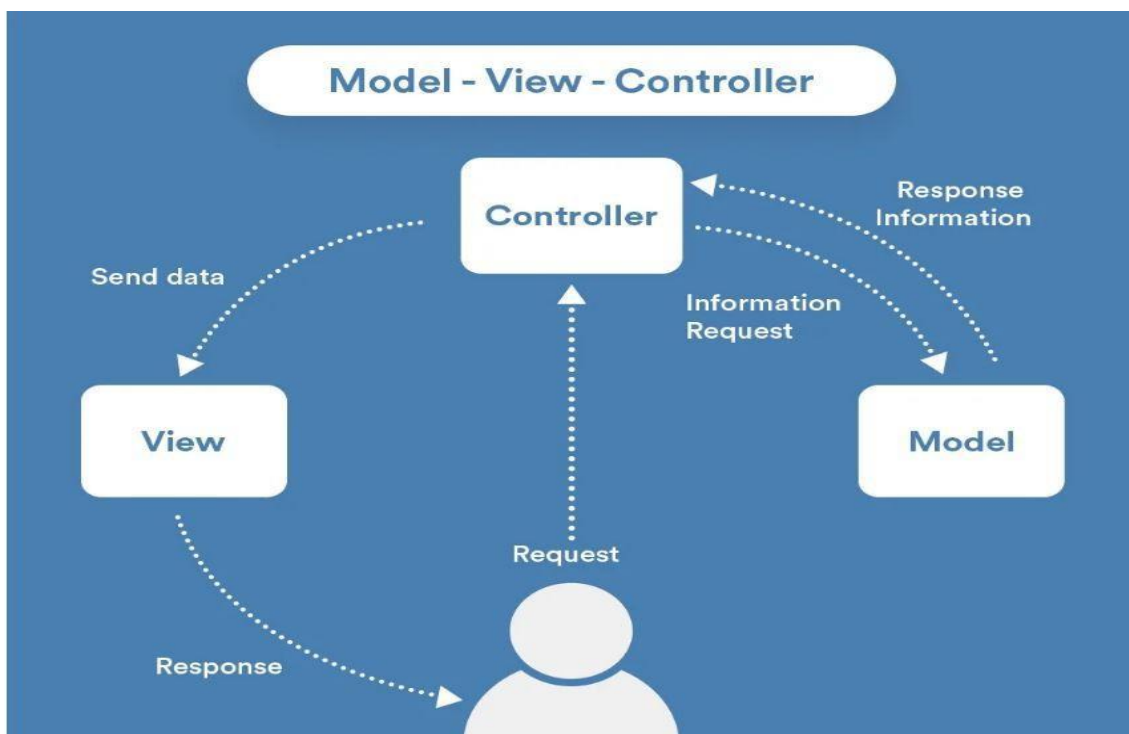 Model - View - Controller
Controller
Response
Information
Send data
Information
Request
View
Model
Request
Response